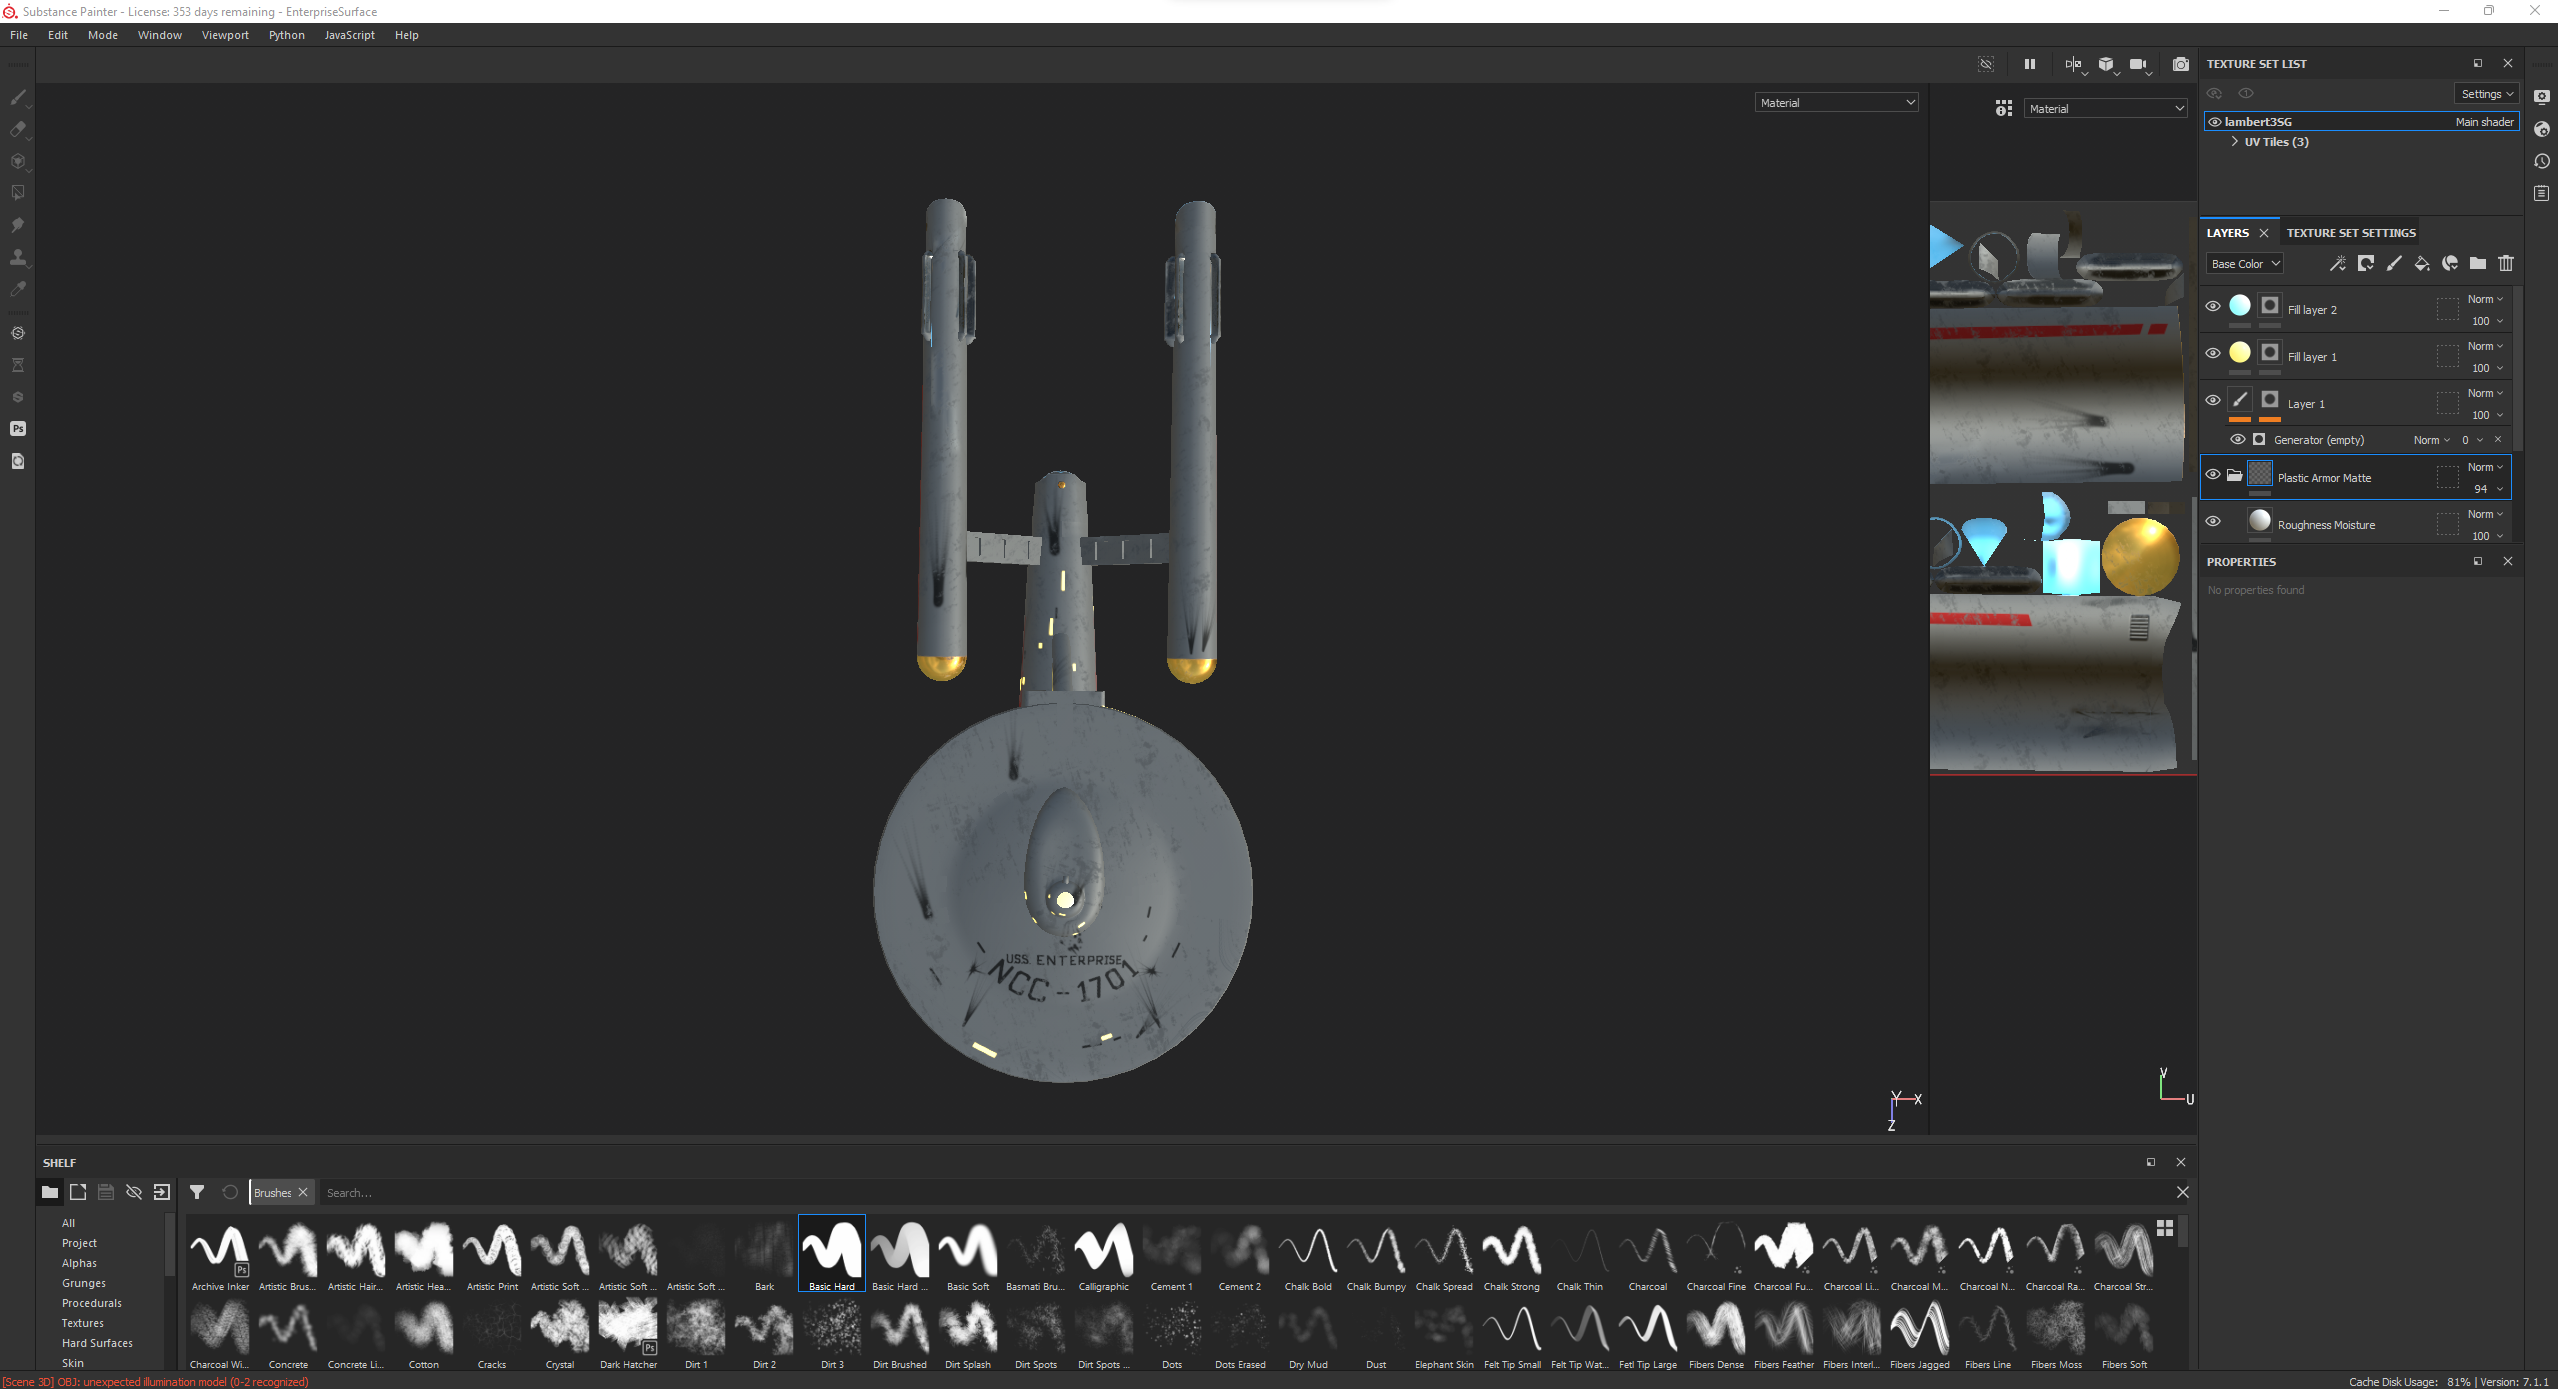 Substance Painter - License: 353 days remaining - EnterpriseSurface
File Edit Mode Window Viewport Python JavaScript Help
Material
Material
TEXTURE SET LIST
Settings
lambert3SG Main shader
UV Tiles (3)
LAYERS TEXTURE SET SETTINGS
Base Color
Norm
Fill layer 2
100
Norm
Fill layer 1
100
Norm
Layer 1
100
Generator (empty) Norm 0
Norm
Plastic Armor Matte
94
Norm
Roughness Moisture
100
PROPERTIES
No properties found
Ps
USS ENTERPRISE
NCC-1701
Y X
Z
V
U
SHELF
Brushes Search...
All
Project
Alphas
Grunges
Procedurals
Textures
Hard Surfaces
Skin
Ps
Archive Inker Artistic Brus... Artistic Hair... Artistic Hea... Artistic Print Artistic Soft ... Artistic Soft ... Artistic Soft ... Bark Basic Hard Basic Hard ... Basic Soft Basmati Bru... Calligraphic Cement 1 Cement 2 Chalk Bold Chalk Bumpy Chalk Spread Chalk Strong Chalk Thin Charcoal Charcoal Fine Charcoal Fu... Charcoal Li... Charcoal M... Charcoal N... Charcoal Ra... Charcoal Str...
Ps
Charcoal Wi... Concrete Concrete Li... Cotton Cracks Crystal Dark Hatcher Dirt 1 Dirt 2 Dirt 3 Dirt Brushed Dirt Splash Dirt Spots Dirt Spots ... Dots Dots Erased Dry Mud Dust Elephant Skin Felt Tip Small Felt Tip Wat... Fetl Tip Large Fibers Dense Fibers Feather Fibers Interl... Fibers Jagged Fibers Line Fibers Moss Fibers Soft
[Scene 3D] OBJ: unexpected illumination model (0-2 recognized)
Cache Disk Usage: 81% | Version: 7.1.1